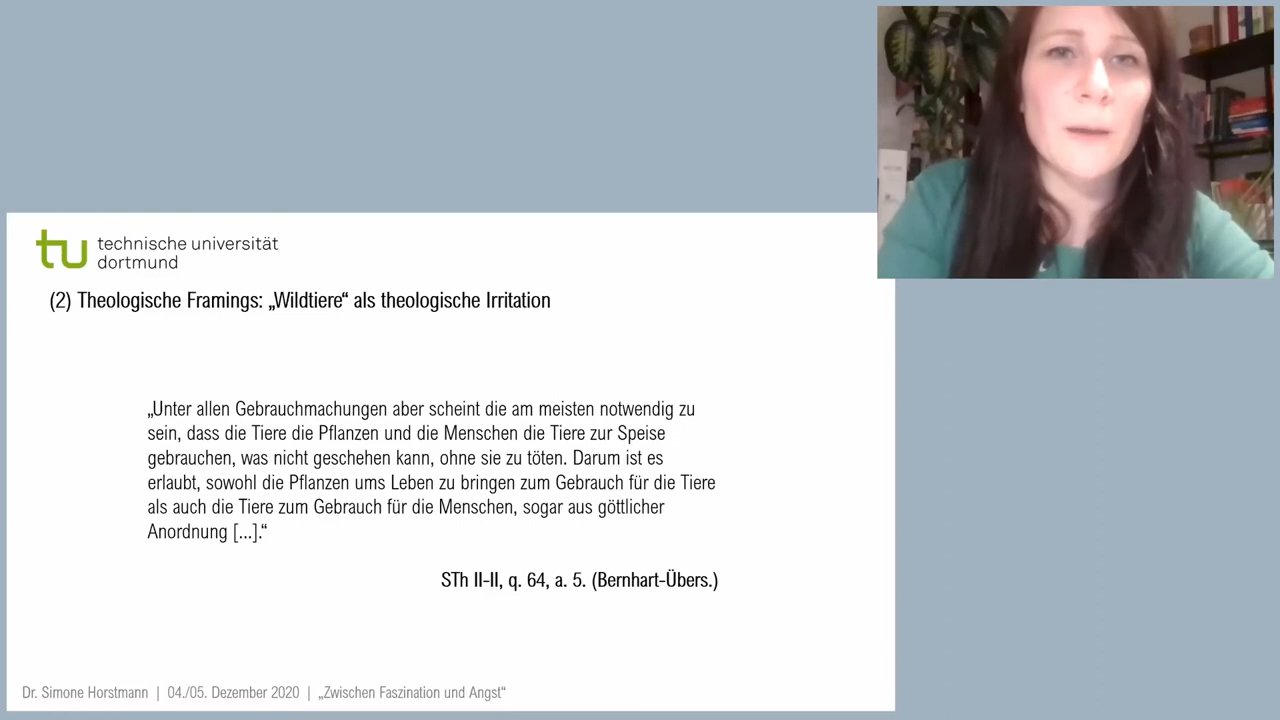 technische universität
dortmund
(2) Theologische Framings: „Wildtiere“ als theologische Irritation
„Unter allen Gebrauchmachungen aber scheint die am meisten notwendig zu
sein, dass die Tiere die Pflanzen und die Menschen die Tiere zur Speise
gebrauchen, was nicht geschehen kann, ohne sie zu töten. Darum ist es
erlaubt, sowohl die Pflanzen ums Leben zu bringen zum Gebrauch für die Tiere
als auch die Tiere zum Gebrauch für die Menschen, sogar aus göttlicher
Anordnung [...].“
STh II-II, q. 64, a. 5. (Bernhart-Übers.)
Dr. Simone Horstmann | 04./05. Dezember 2020 | „Zwischen Faszination und Angst“